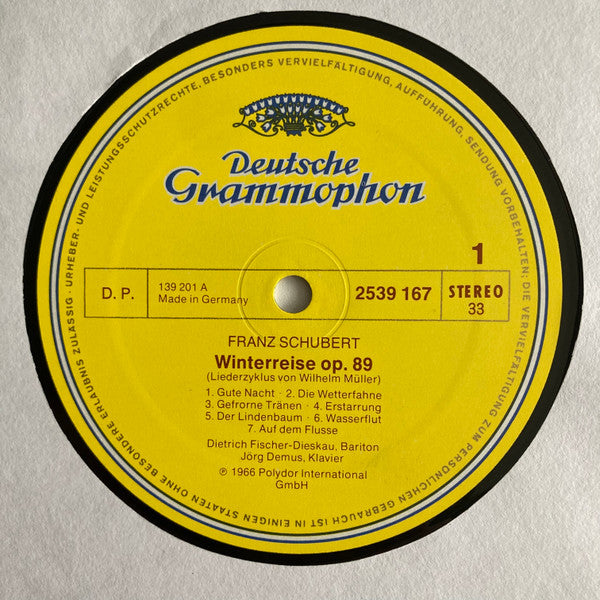 URHEBER- UND LEISTUNGSSCHUTZRECHTE, BESONDERS VERVIELFÄLTIGUNG, AUFFÜHRUNG, SENDUNG VORBEHALTEN; DIE VERVIELFÄLTIGUNG ZUM PERSÖNLICHEN GEBRAUCH IST IN EINIGEN STAATEN OHNE BESONDERE ERLAUBNIS ZULÄSSIG ·
Deutsche
Grammophon
1
D. P.
139 201 A
Made in Germany
2539 167
STEREO
33
FRANZ SCHUBERT
Winterreise op. 89
(Liederzyklus von Wilhelm Müller)
1. Gute Nacht · 2. Die Wetterfahne
3. Gefrorne Tränen · 4. Erstarrung
5. Der Lindenbaum · 6. Wasserflut
7. Auf dem Flusse
Dietrich Fischer-Dieskau, Bariton
Jörg Demus, Klavier
℗ 1966 Polydor International
GmbH